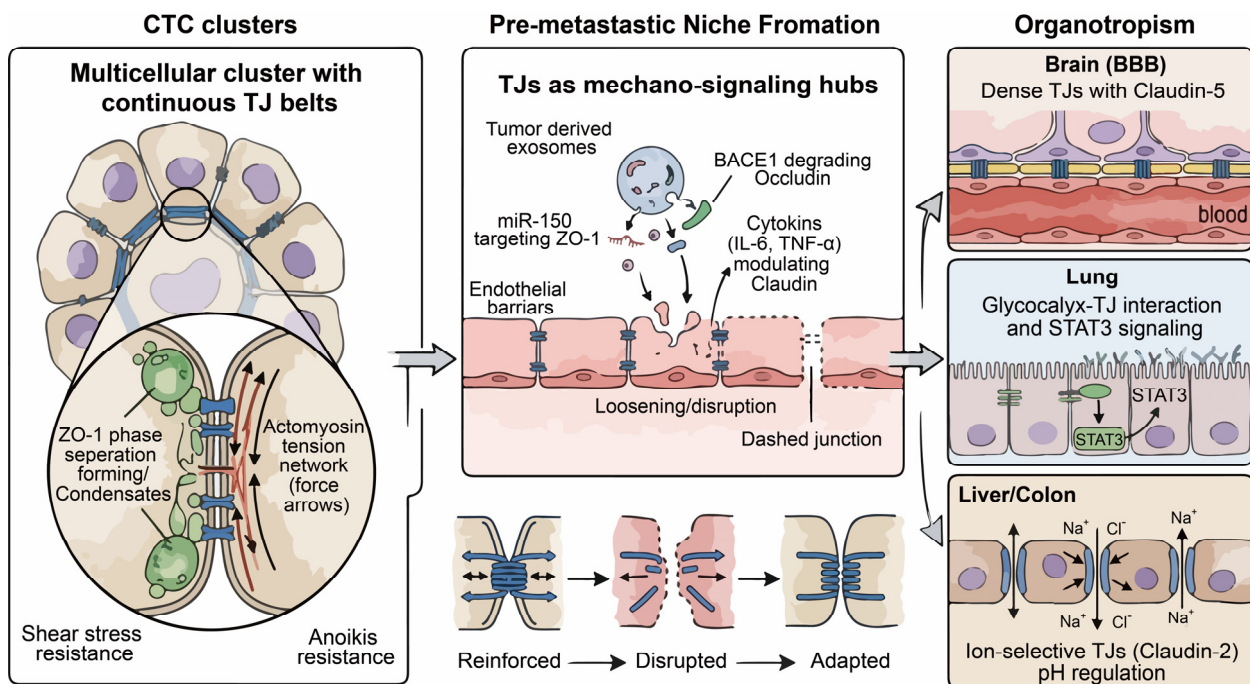 CTC clusters
Multicellular cluster with
continuous TJ belts
ZO-1 phase
seperation
forming/
Condensates
Actomyosin
tension
network
(force
arrows)
Shear stress
resistance
Anoikis
resistance
Pre-metastastic Niche Fromation
TJs as mechano-signaling hubs
Tumor derived
exosomes
BACE1 degrading
Occludin
miR-150
targeting ZO-1
Cytokins
(IL-6, TNF-α)
modulating
Claudin
Endothelial
barriars
Loosening/disruption
Dashed junction
Reinforced
Disrupted
Adapted
Organotropism
Brain (BBB)
Dense TJs with Claudin-5
blood
Lung
Glycocalyx-TJ interaction
and STAT3 signaling
STAT3
STAT3
Liver/Colon
Na⁺
Cl⁻
Na⁺
Na⁺
Cl⁻
Na⁺
Ion-selective TJs (Claudin-2)
pH regulation